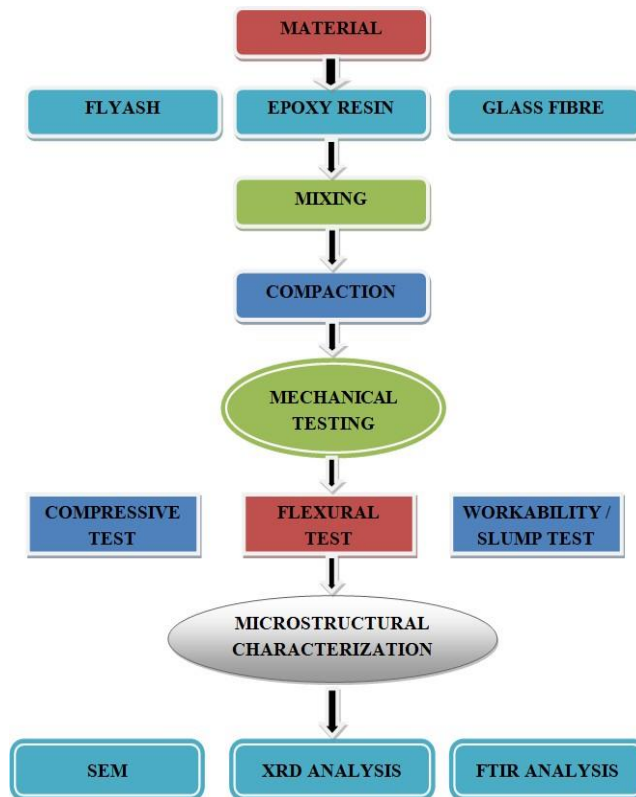 MATERIAL
FLYASH
EPOXY RESIN
GLASS FIBRE
MIXING
COMPACTION
MECHANICAL
TESTING
COMPRESSIVE
TEST
FLEXURAL
TEST
WORKABILITY /
SLUMP TEST
MICROSTRUCTURAL
CHARACTERIZATION
SEM
XRD ANALYSIS
FTIR ANALYSIS